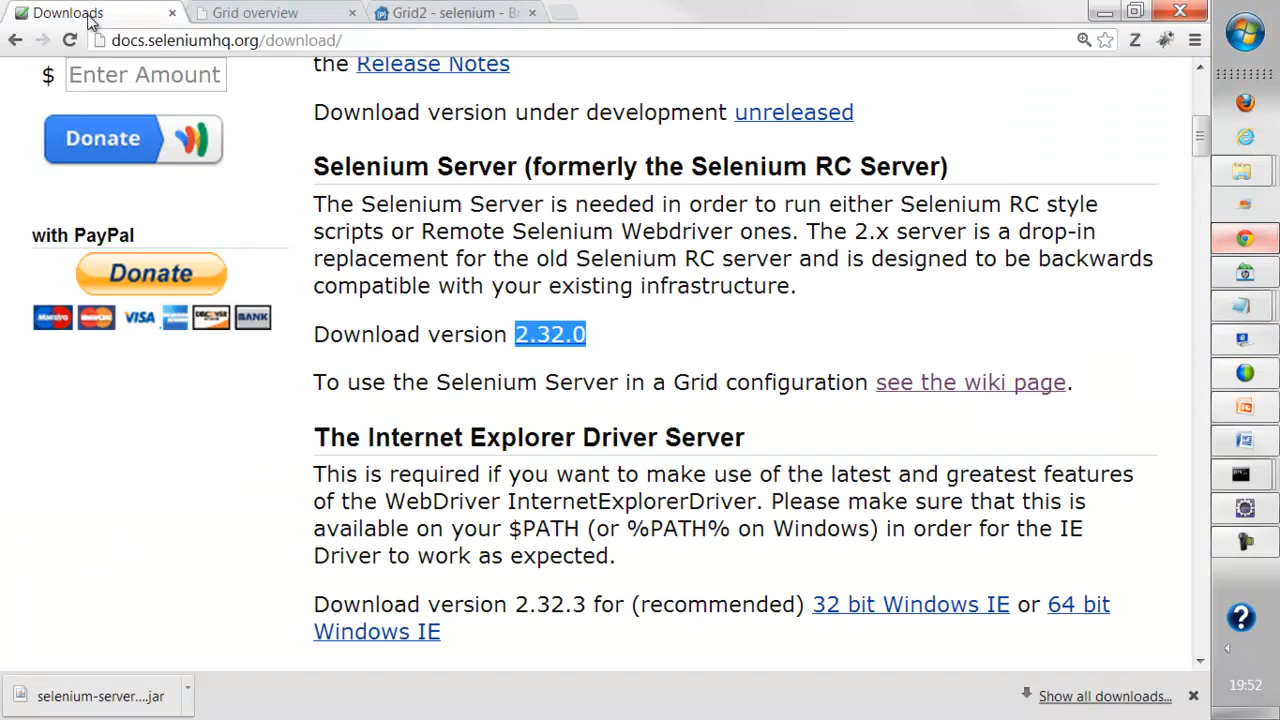 Downloads
Grid overview
Grid2 - selenium - Br
docs.seleniumhq.org/download/
$ Enter Amount
Donate
with PayPal
Donate
VISA
BANK
the Release Notes
Download version under development unreleased
Selenium Server (formerly the Selenium RC Server)
The Selenium Server is needed in order to run either Selenium RC style
scripts or Remote Selenium Webdriver ones. The 2.x server is a drop-in
replacement for the old Selenium RC server and is designed to be backwards
compatible with your existing infrastructure.
Download version 2.32.0
To use the Selenium Server in a Grid configuration see the wiki page.
The Internet Explorer Driver Server
This is required if you want to make use of the latest and greatest features
of the WebDriver InternetExplorerDriver. Please make sure that this is
available on your $PATH (or %PATH% on Windows) in order for the IE
Driver to work as expected.
Download version 2.32.3 for (recommended) 32 bit Windows IE or 64 bit
Windows IE
selenium-server....jar
Show all downloads...
19:52